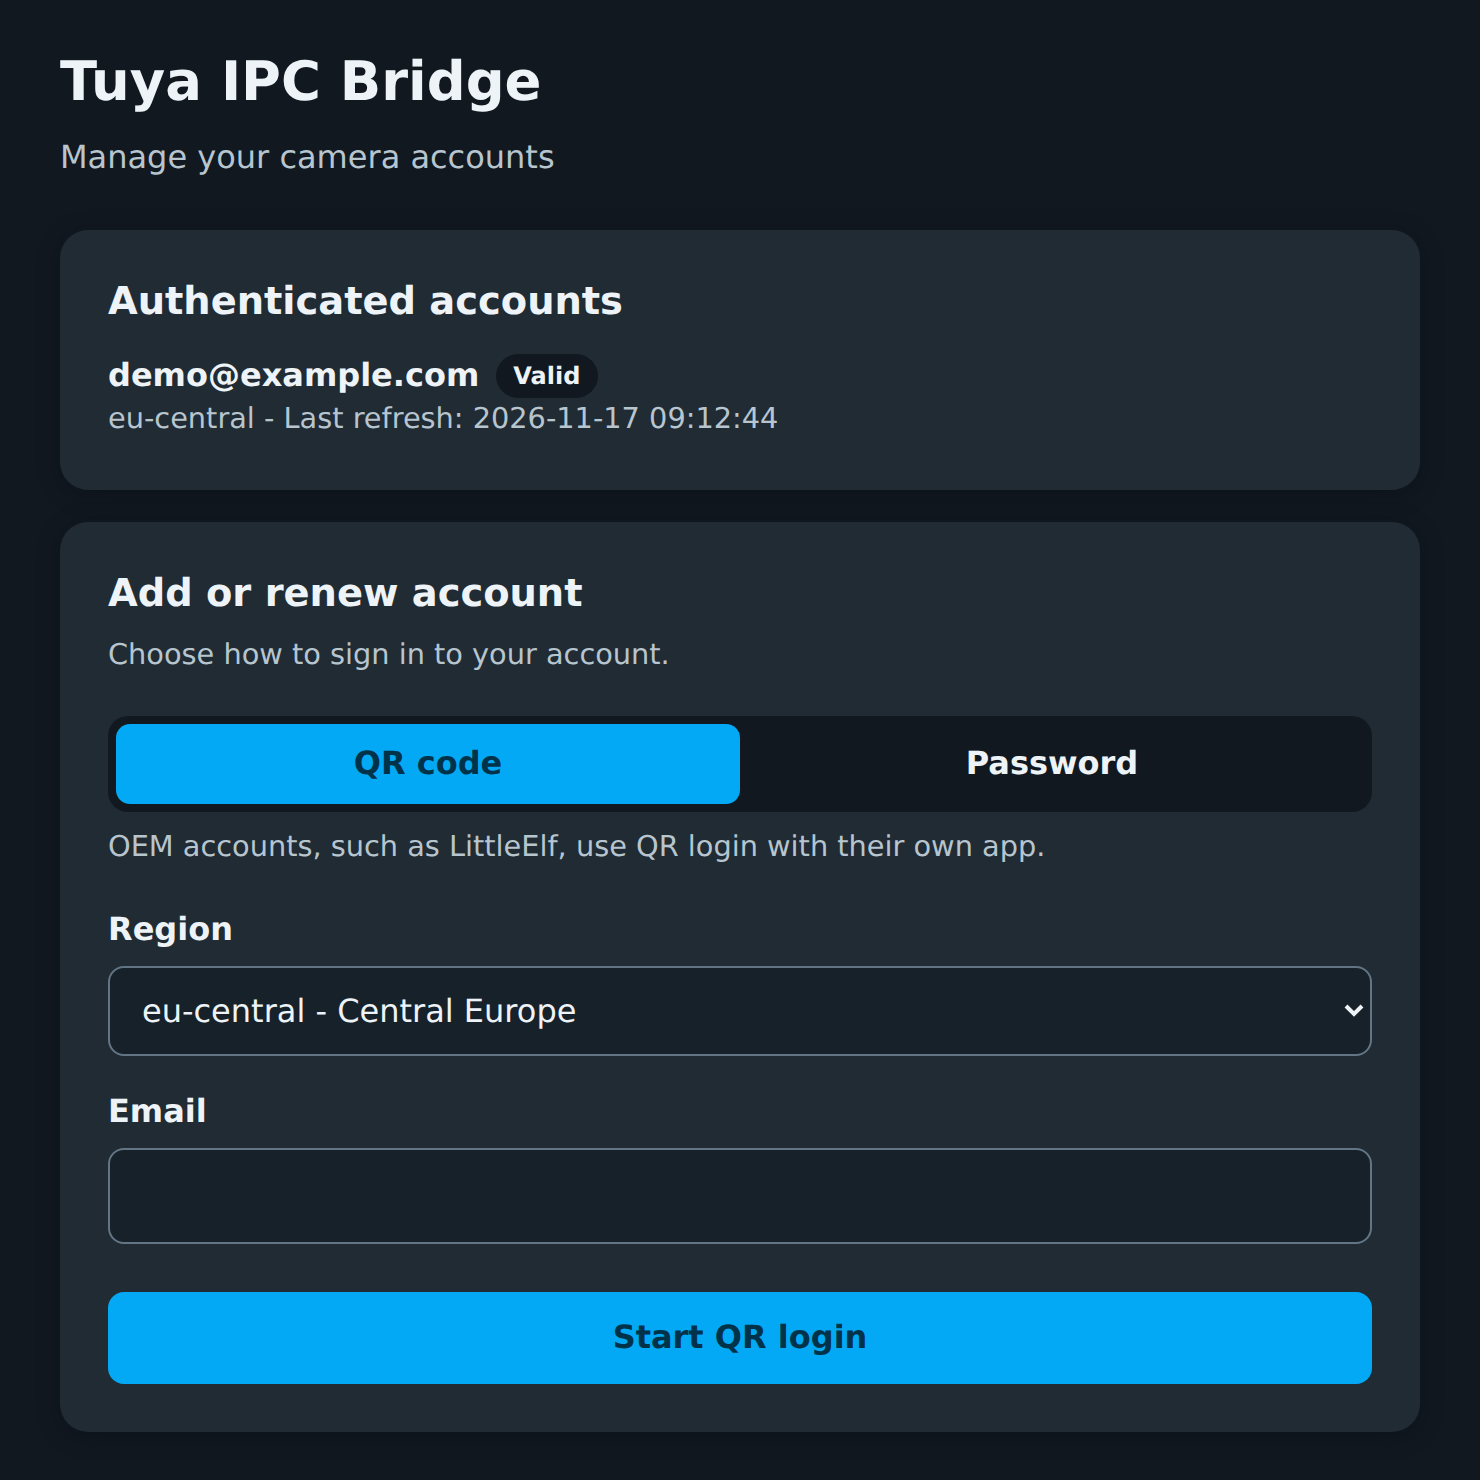 Tuya IPC Bridge
Manage your camera accounts
Authenticated accounts
demo@example.com Valid
eu-central - Last refresh: 2026-11-17 09:12:44
Add or renew account
Choose how to sign in to your account.
QR code Password
OEM accounts, such as LittleElf, use QR login with their own app.
Region
eu-central - Central Europe
Email
Start QR login